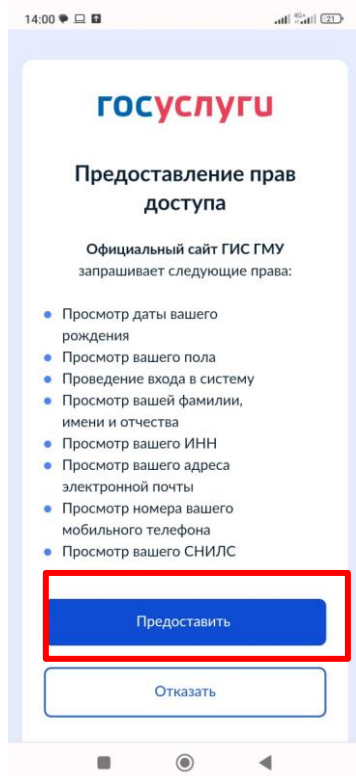 14:00 4G+ 21
госуслуги
Предоставление прав
доступа
Официальный сайт ГИС ГМУ
запрашивает следующие права:
Просмотр даты вашего
рождения
Просмотр вашего пола
Проведение входа в систему
Просмотр вашей фамилии,
имени и отчества
Просмотр вашего ИНН
Просмотр вашего адреса
электронной почты
Просмотр номера вашего
мобильного телефона
Просмотр вашего СНИЛС
Предоставить
Отказать